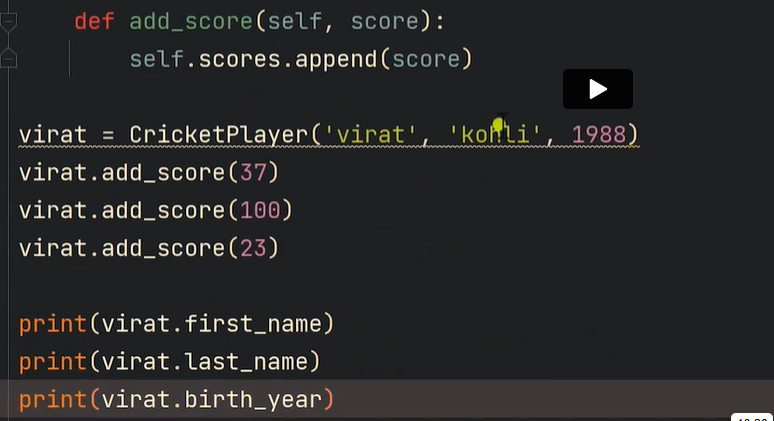 def add_score(self, score):
self.scores.append(score)
virat = CricketPlayer('virat', 'kohli', 1988)
virat.add_score(37)
virat.add_score(100)
virat.add_score(23)
print(virat.first_name)
print(virat.last_name)
print(virat.birth_year)